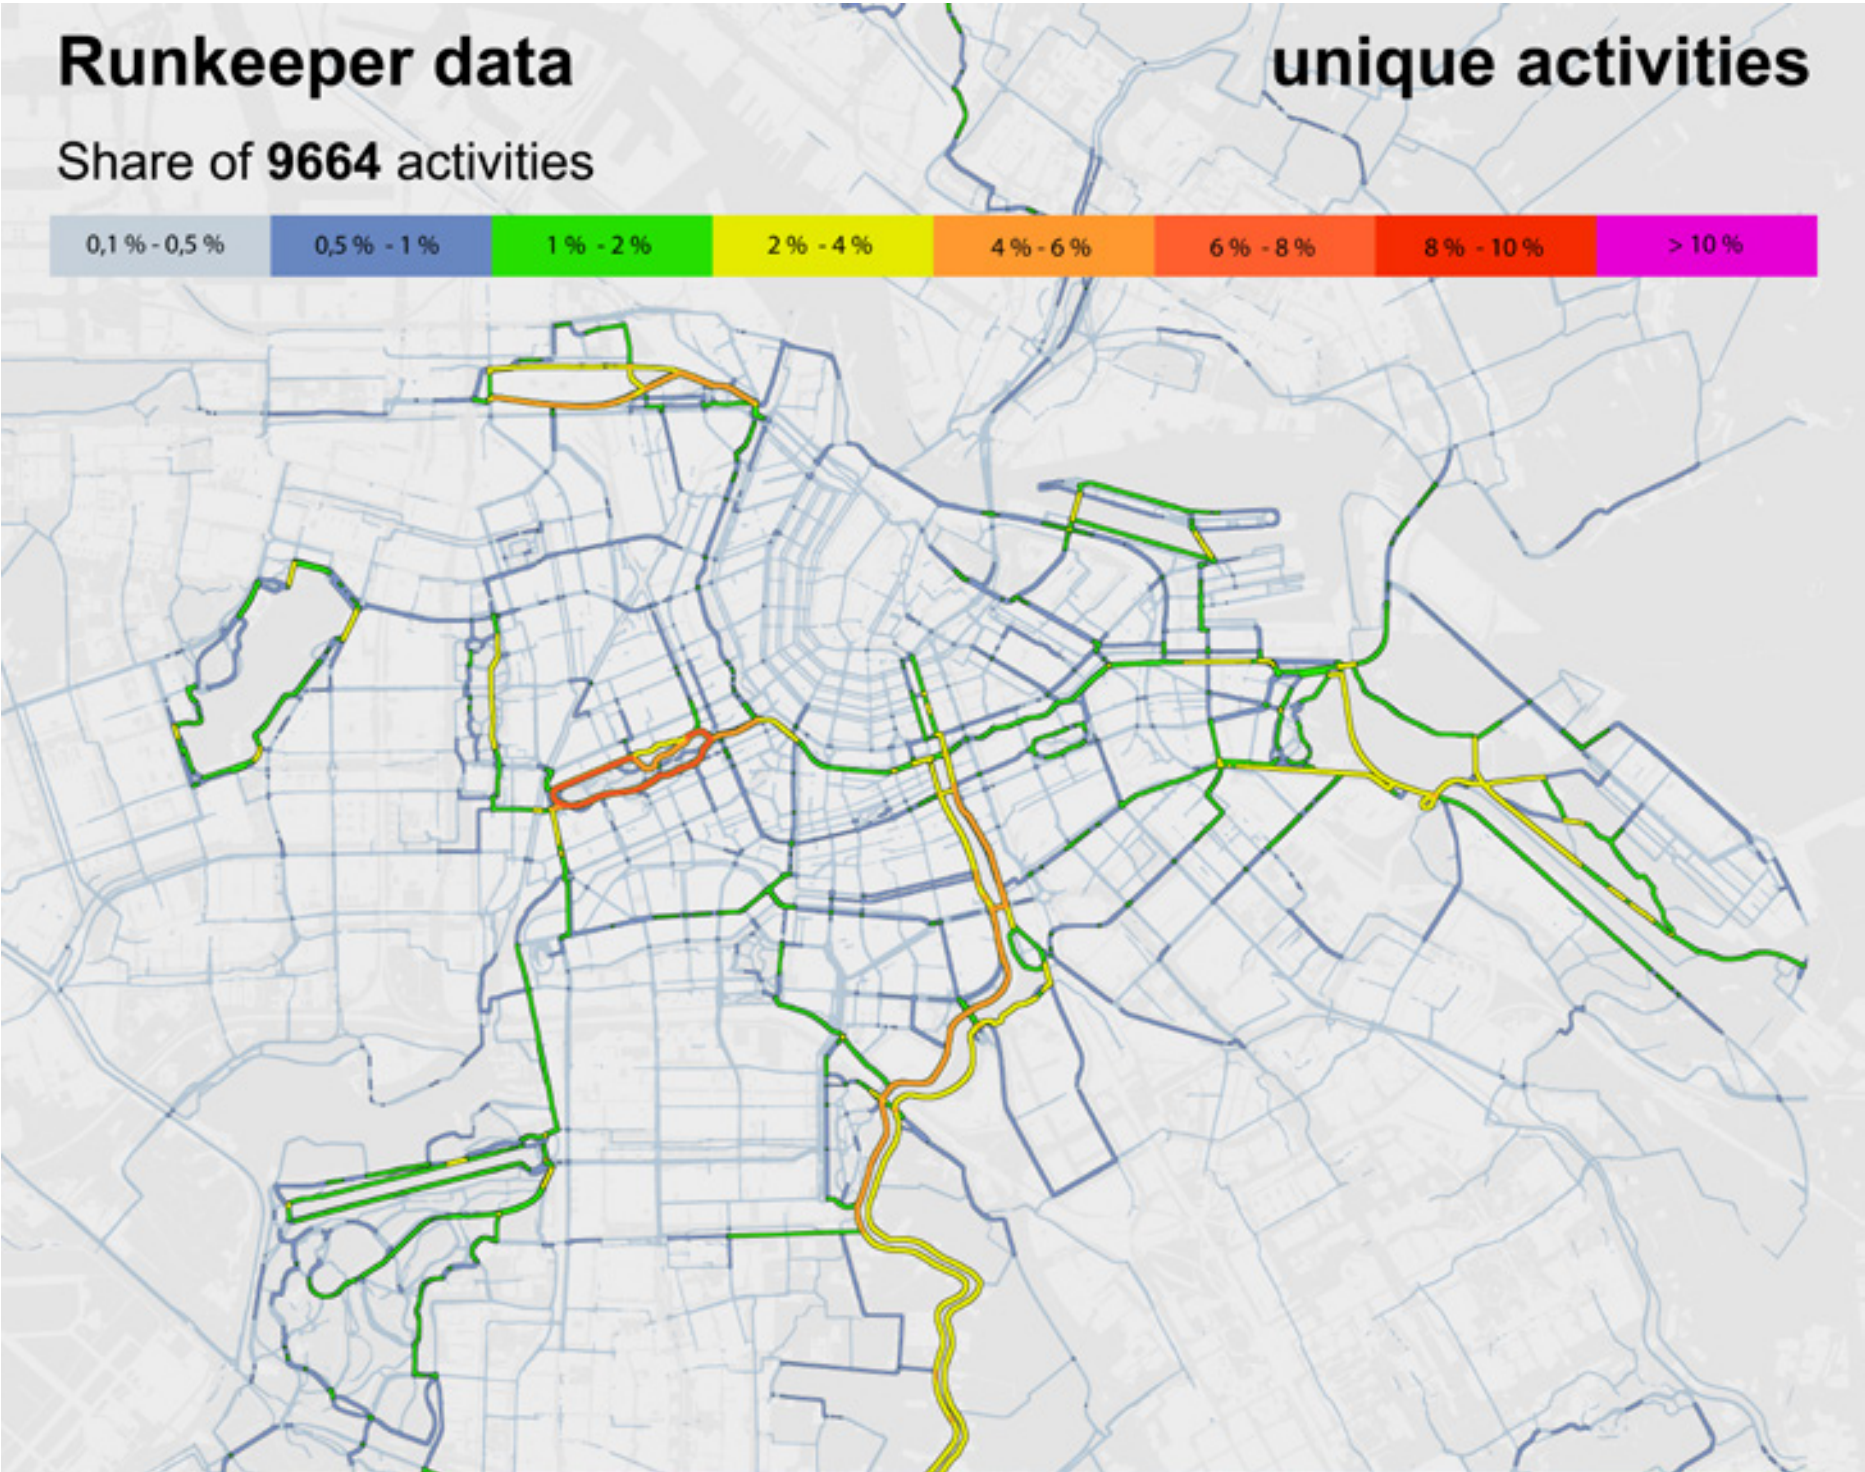 Runkeeper data
unique activities
Share of 9664 activities
0,1 % - 0,5 %
0,5 % - 1 %
1 % - 2 %
2 % - 4 %
4 % - 6 %
6 % - 8 %
8 % - 10 %
> 10 %